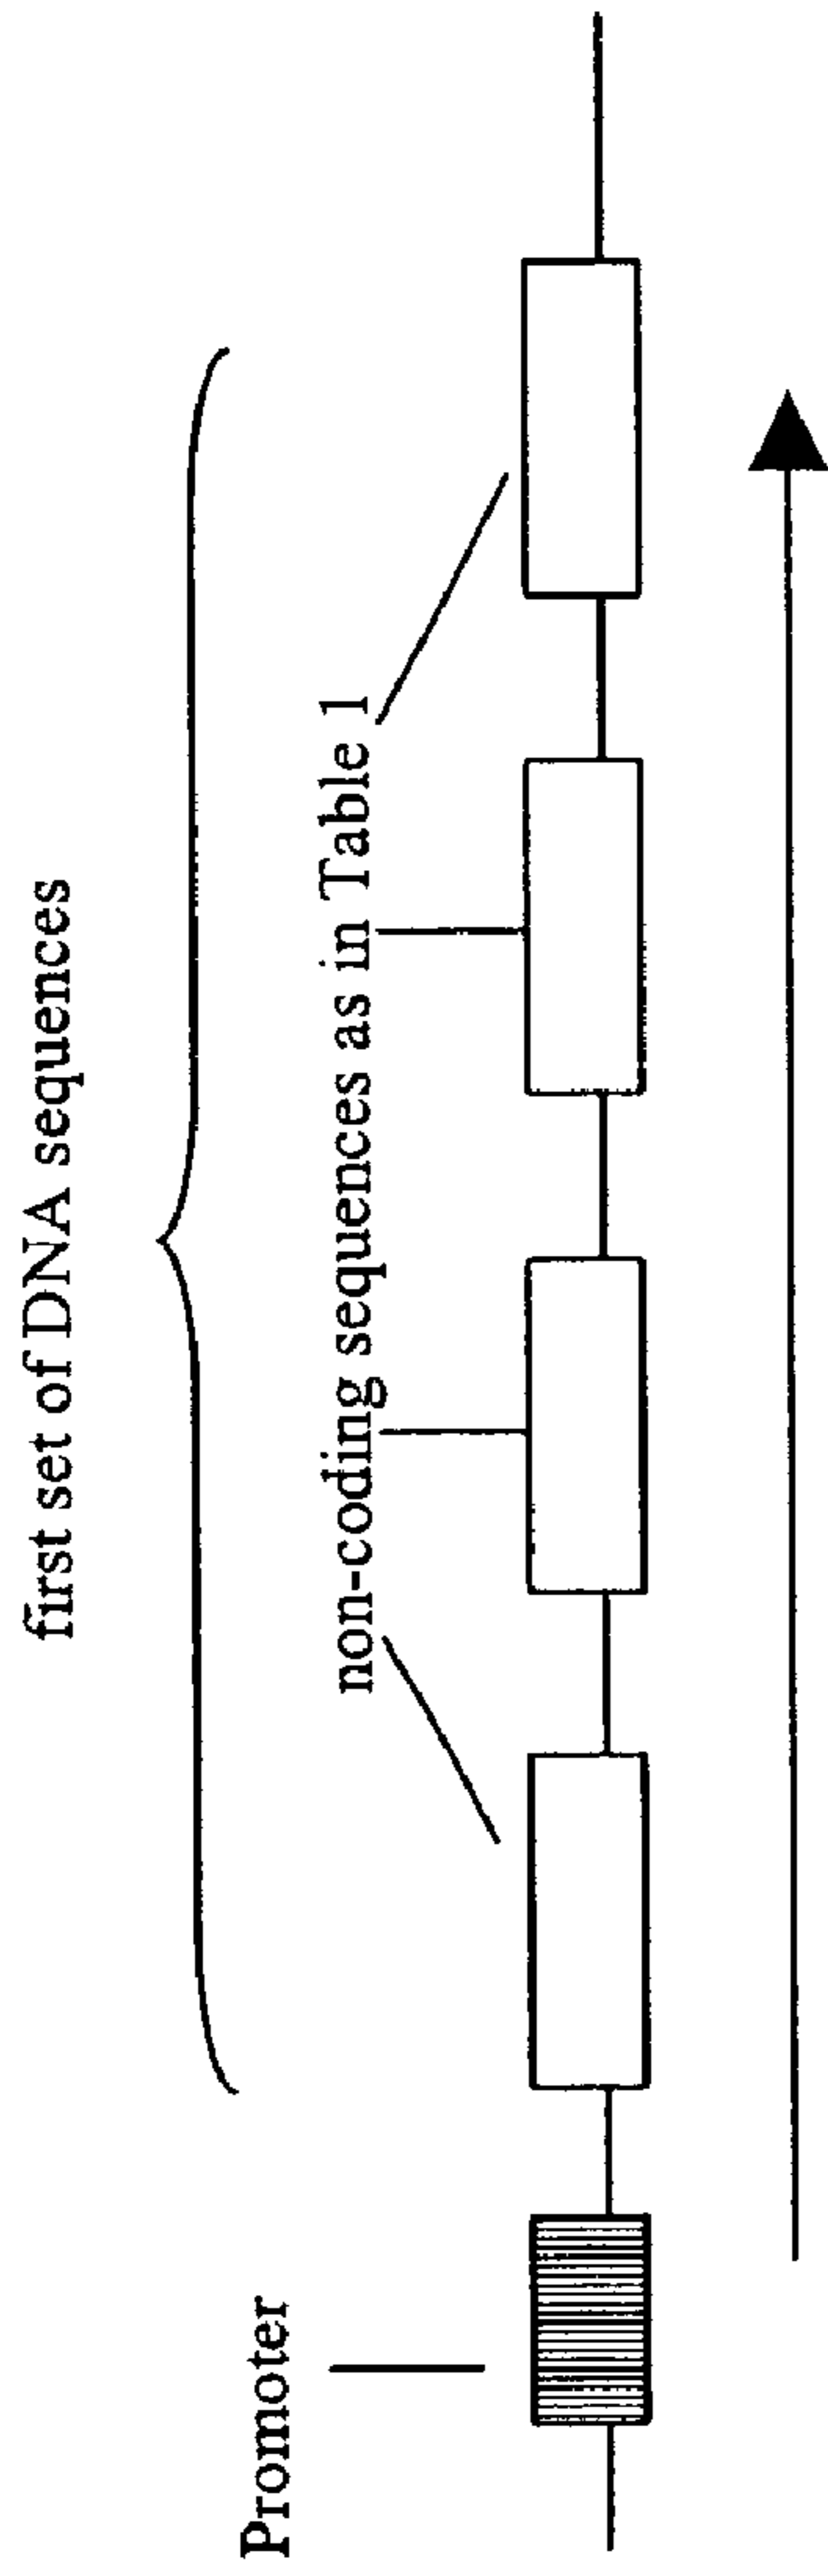 first set of DNA sequences
non-coding sequences as in Table 1
Promoter